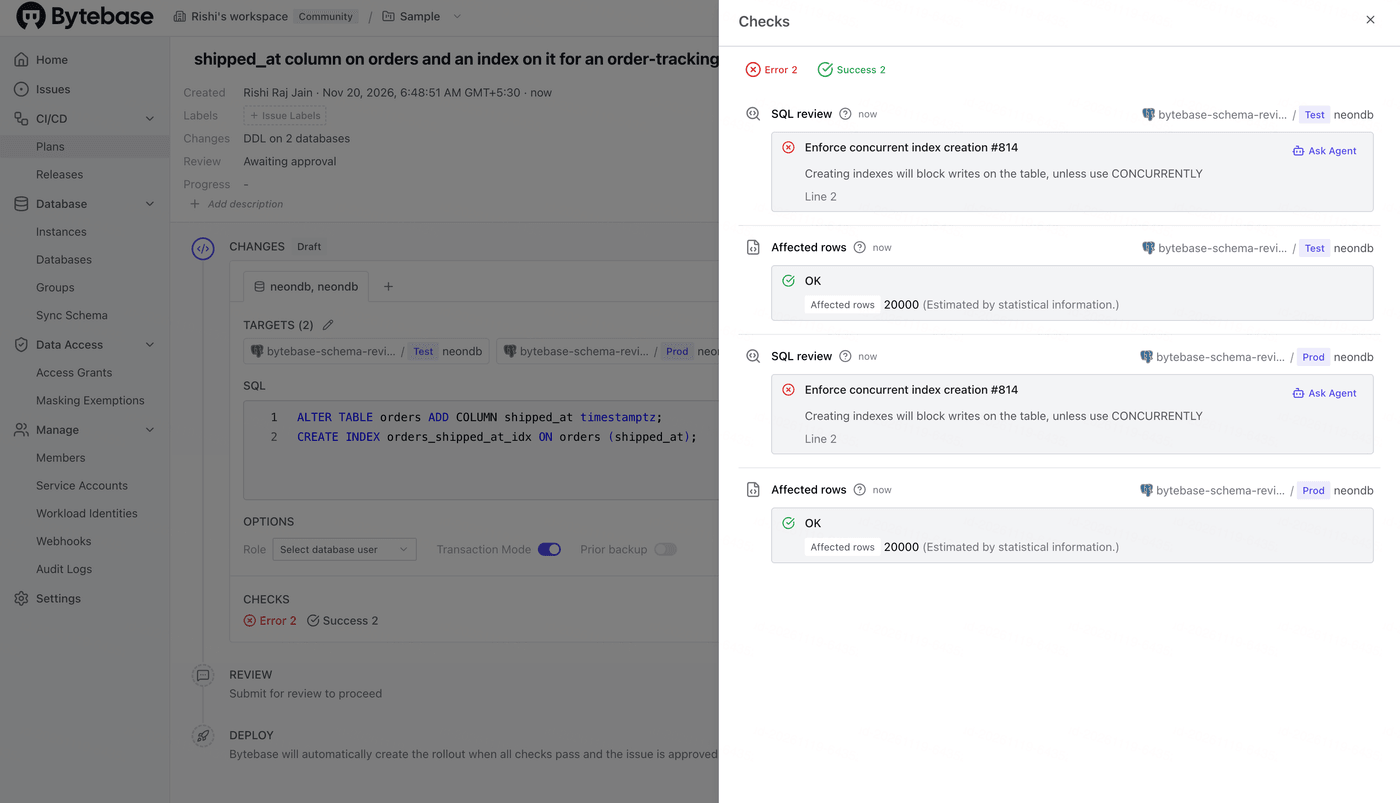 Bytebase
Rishi's workspace Community / Sample
Home
Issues
CI/CD
Plans
Releases
Database
Instances
Databases
Groups
Sync Schema
Data Access
Access Grants
Masking Exemptions
Manage
Members
Service Accounts
Workload Identities
Webhooks
Audit Logs
Settings
shipped_at column on orders and an index on it for an order-tracking
Created Rishi Raj Jain · Nov 20, 2026, 6:48:51 AM GMT+5:30 · now
Labels + Issue Labels
Changes DDL on 2 databases
Review Awaiting approval
Progress -
+ Add description
CHANGES Draft
neondb, neondb +
TARGETS (2)
bytebase-schema-revi... / Test neondb bytebase-schema-revi... / Prod neo
SQL
1 ALTER TABLE orders ADD COLUMN shipped_at timestamptz;
2 CREATE INDEX orders_shipped_at_idx ON orders (shipped_at);
OPTIONS
Role Select database user Transaction Mode Prior backup
CHECKS
Error 2 Success 2
REVIEW
Submit for review to proceed
DEPLOY
Bytebase will automatically create the rollout when all checks pass and the issue is approved
Checks
Error 2 Success 2
SQL review now bytebase-schema-revi... / Test neondb
Enforce concurrent index creation #814 Ask Agent
Creating indexes will block writes on the table, unless use CONCURRENTLY
Line 2
Affected rows now bytebase-schema-revi... / Test neondb
OK
Affected rows 20000 (Estimated by statistical information.)
SQL review now bytebase-schema-revi... / Prod neondb
Enforce concurrent index creation #814 Ask Agent
Creating indexes will block writes on the table, unless use CONCURRENTLY
Line 2
Affected rows now bytebase-schema-revi... / Prod neondb
OK
Affected rows 20000 (Estimated by statistical information.)